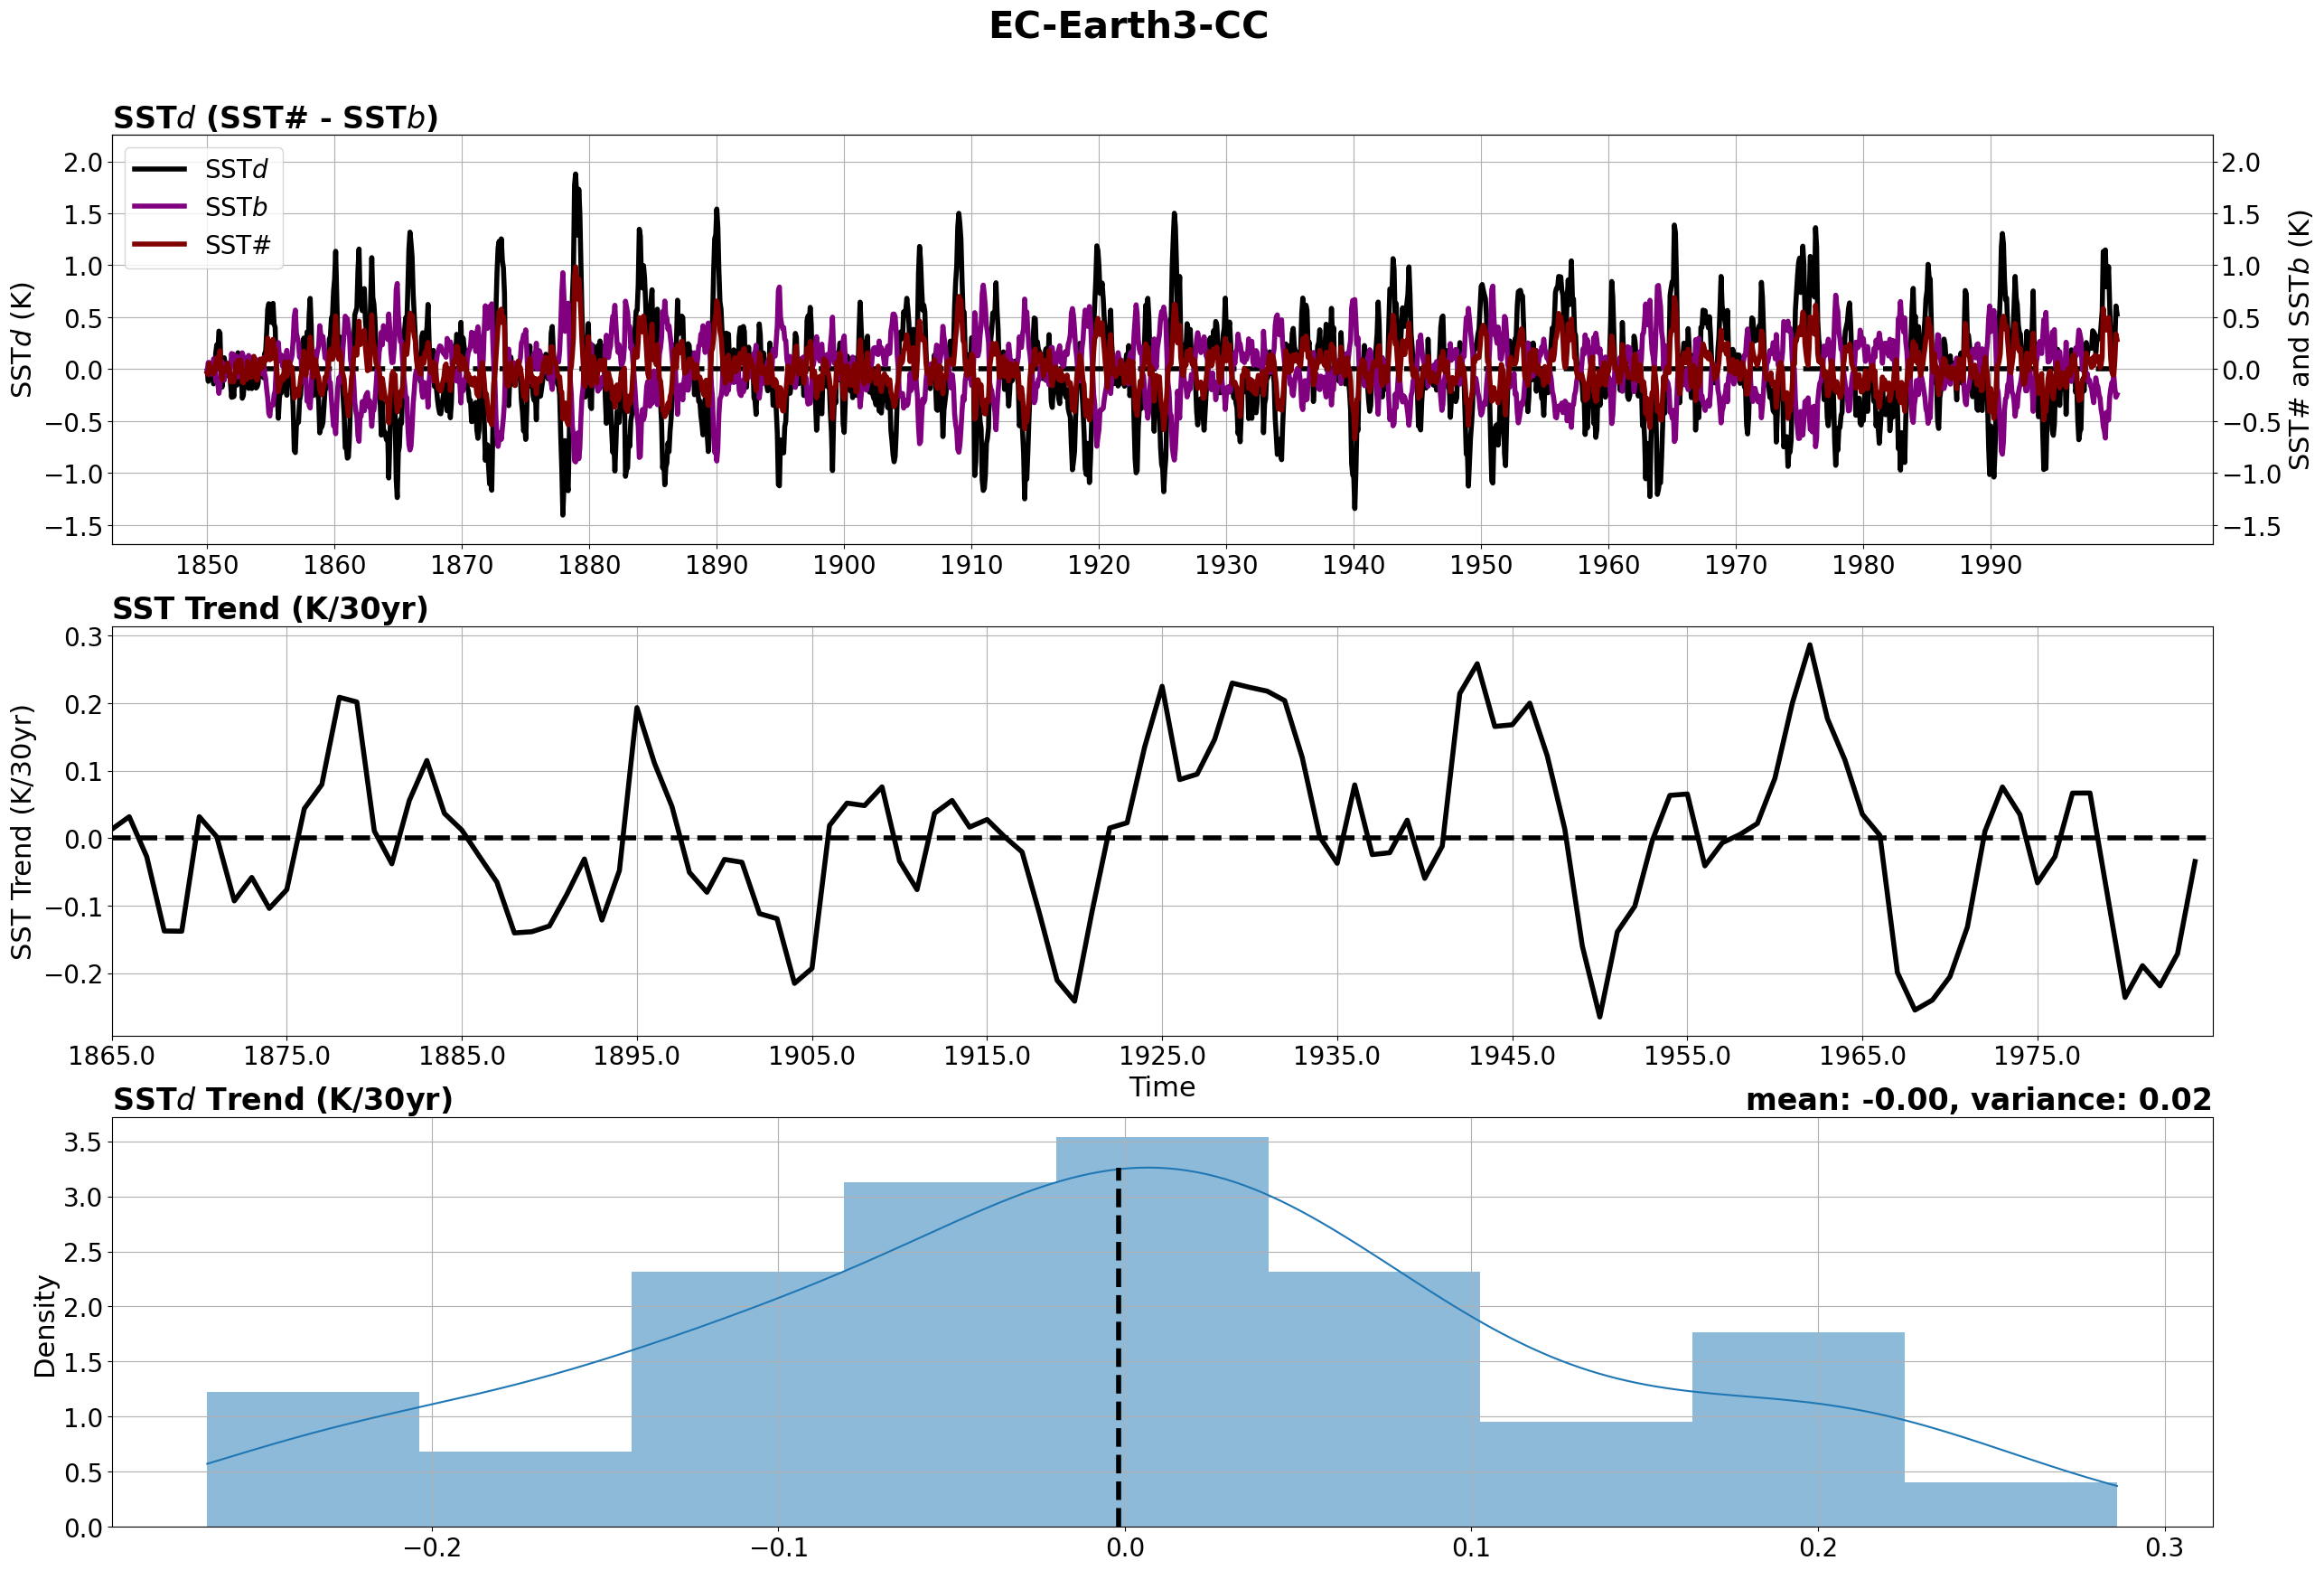 EC-Earth3-CC
SSTd (SST# - SSTb)
SSTd (K)
2.0
1.5
1.0
0.5
0.0
−0.5
−1.0
−1.5
SSTd
SSTb
SST#
2.0
1.5
1.0
0.5
0.0
−0.5
−1.0
−1.5
SST# and SSTb (K)
1850 1860 1870 1880 1890 1900 1910 1920 1930 1940 1950 1960 1970 1980 1990
SST Trend (K/30yr)
SST Trend (K/30yr)
0.3
0.2
0.1
0.0
−0.1
−0.2
1865.0 1875.0 1885.0 1895.0 1905.0 1915.0 1925.0 1935.0 1945.0 1955.0 1965.0 1975.0
Time
SSTd Trend (K/30yr) mean: -0.00, variance: 0.02
Density
3.5
3.0
2.5
2.0
1.5
1.0
0.5
0.0
−0.2 −0.1 0.0 0.1 0.2 0.3